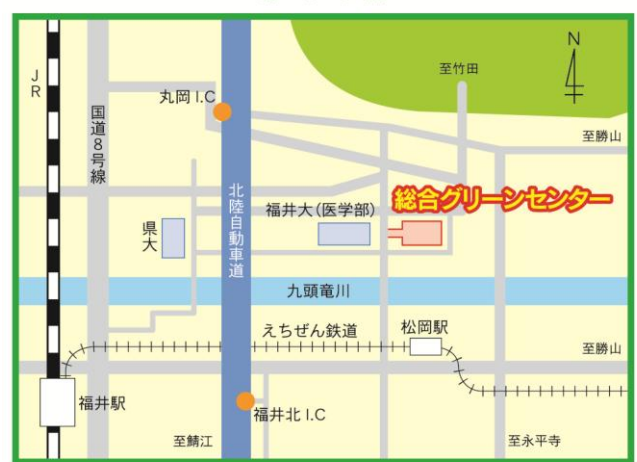 N
至竹田
JR
丸岡I.C
国道8号線
至勝山
北陸自動車道
総合グリーンセンター
福井大(医学部)
県大
九頭竜川
えちぜん鉄道
松岡駅
至勝山
福井駅
福井北I.C
至鯖江
至永平寺